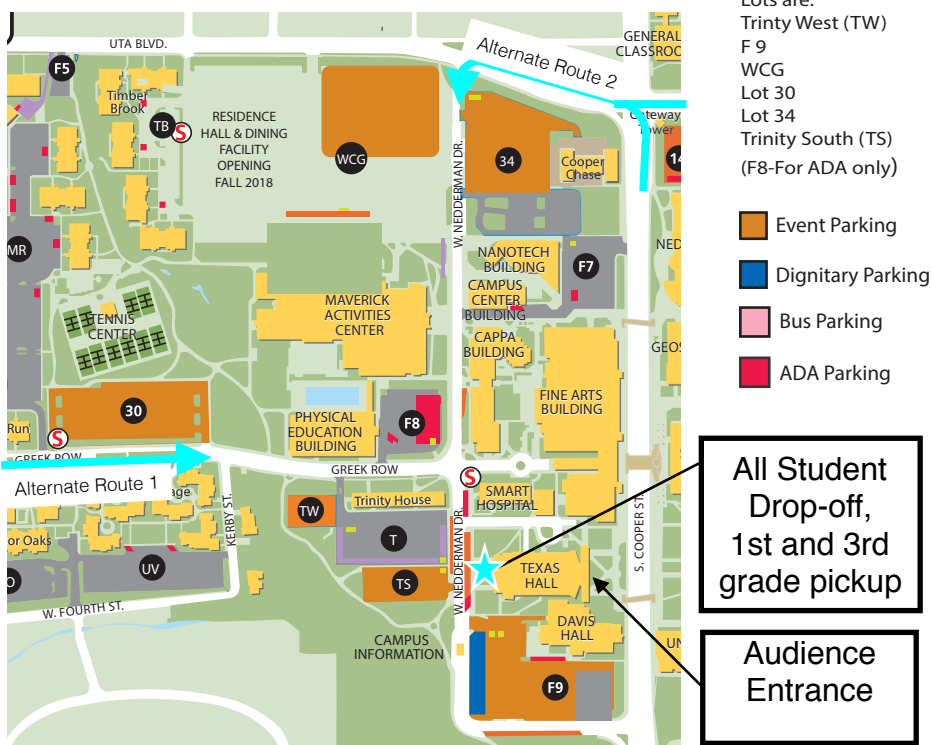 Lots are:
Trinty West (TW)
F 9
WCG
Lot 30
Lot 34
Trinity South (TS)
(F8-For ADA only)
Event Parking
Dignitary Parking
Bus Parking
ADA Parking
All Student
Drop-off,
1st and 3rd
grade pickup
Audience
Entrance
UTA BLVD.
Alternate Route 2
GENERAL
CLASSROO
F5
Timber
Brook
TB
S
RESIDENCE
HALL & DINING
FACILITY
OPENING
FALL 2018
WCG
W. NEDDERMAN DR.
34
Cooper
Chase
Gateway
Tower
14
MR
NANOTECH
BUILDING
F7
NED
CAMPUS
CENTER
BUILDING
TENNIS
CENTER
MAVERICK
ACTIVITIES
CENTER
CAPPA
BUILDING
GEOS
30
FINE ARTS
BUILDING
PHYSICAL
EDUCATION
BUILDING
F8
Run
S
GREEK ROW
Alternate Route 1
GREEK ROW
S
age
KERBY ST.
TW
Trinity House
SMART
HOSPITAL
or Oaks
T
W. NEDDERMAN DR.
S. COOPER ST.
O
UV
TS
TEXAS
HALL
W. FOURTH ST.
CAMPUS
INFORMATION
DAVIS
HALL
UN
F9